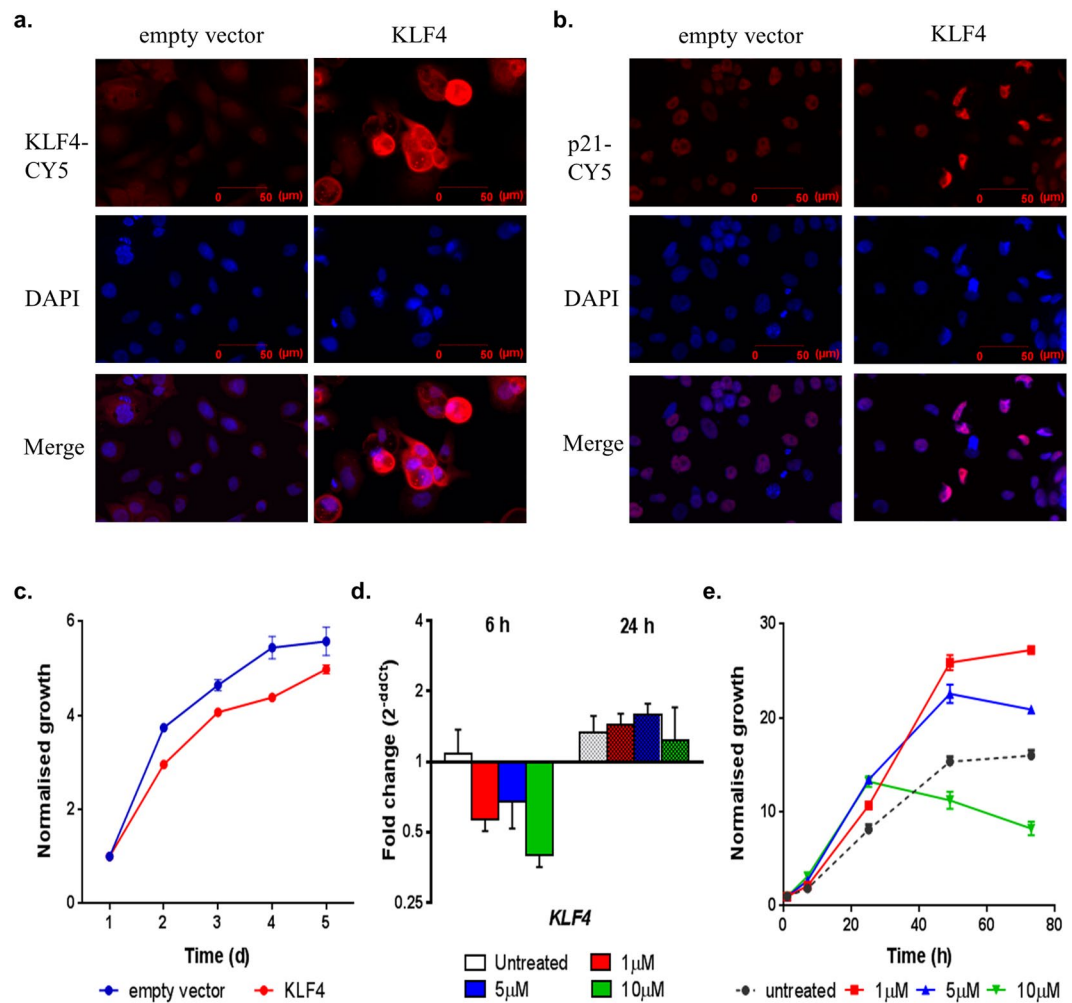 a.
empty vector
KLF4
KLF4-
CY5
0 50 (μm)
0 50 (μm)
DAPI
0 50 (μm)
0 50 (μm)
Merge
b.
empty vector
KLF4
p21-
CY5
0 50 (μm)
0 50 (μm)
DAPI
0 50 (μm)
0 50 (μm)
Merge
c.
Normalised growth
6
4
2
0
1 2 3 4 5
Time (d)
empty vector
KLF4
d.
Fold change (2^-ddCt)
4
2
1
0.5
0.25
6 h
24 h
KLF4
Untreated
1μM
5μM
10μM
e.
Normalised growth
30
20
10
0
0 20 40 60 80
Time (h)
untreated
1μM
5μM
10μM